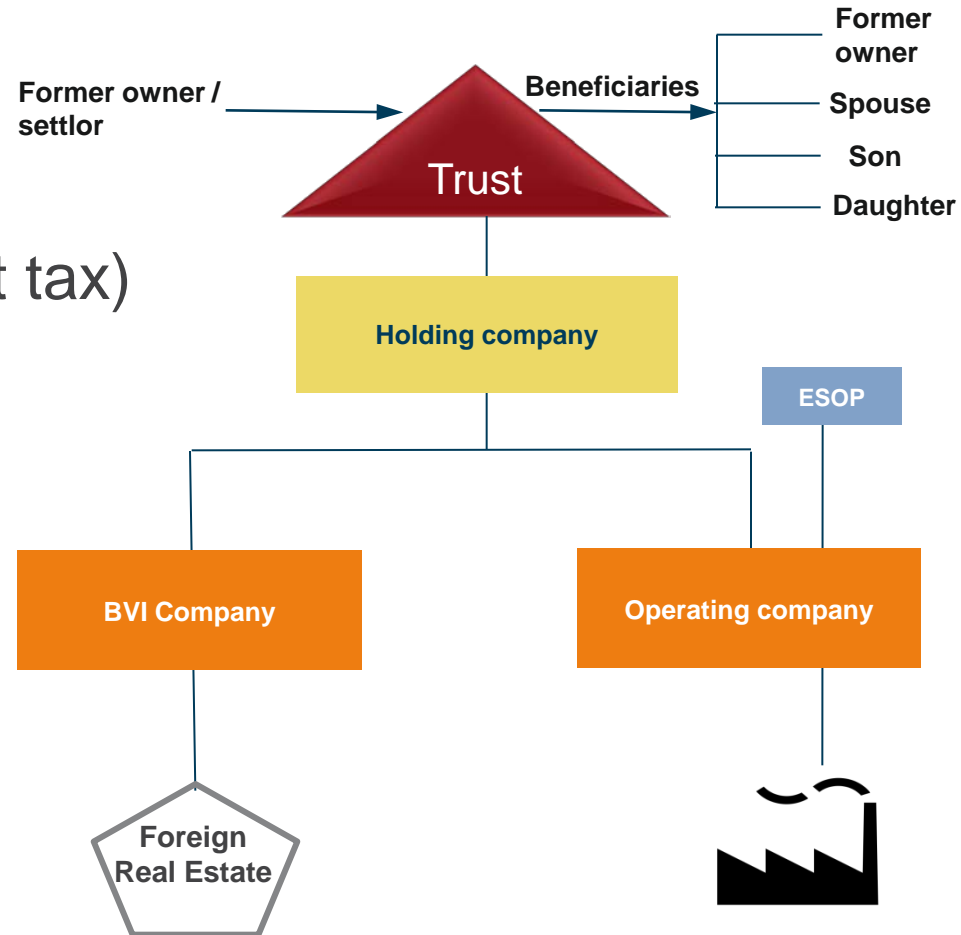 Former owner /
settlor
Trust
Beneficiaries
Former
owner
Spouse
Son
Daughter
t tax)
Holding company
ESOP
BVI Company
Operating company
Foreign
Real Estate